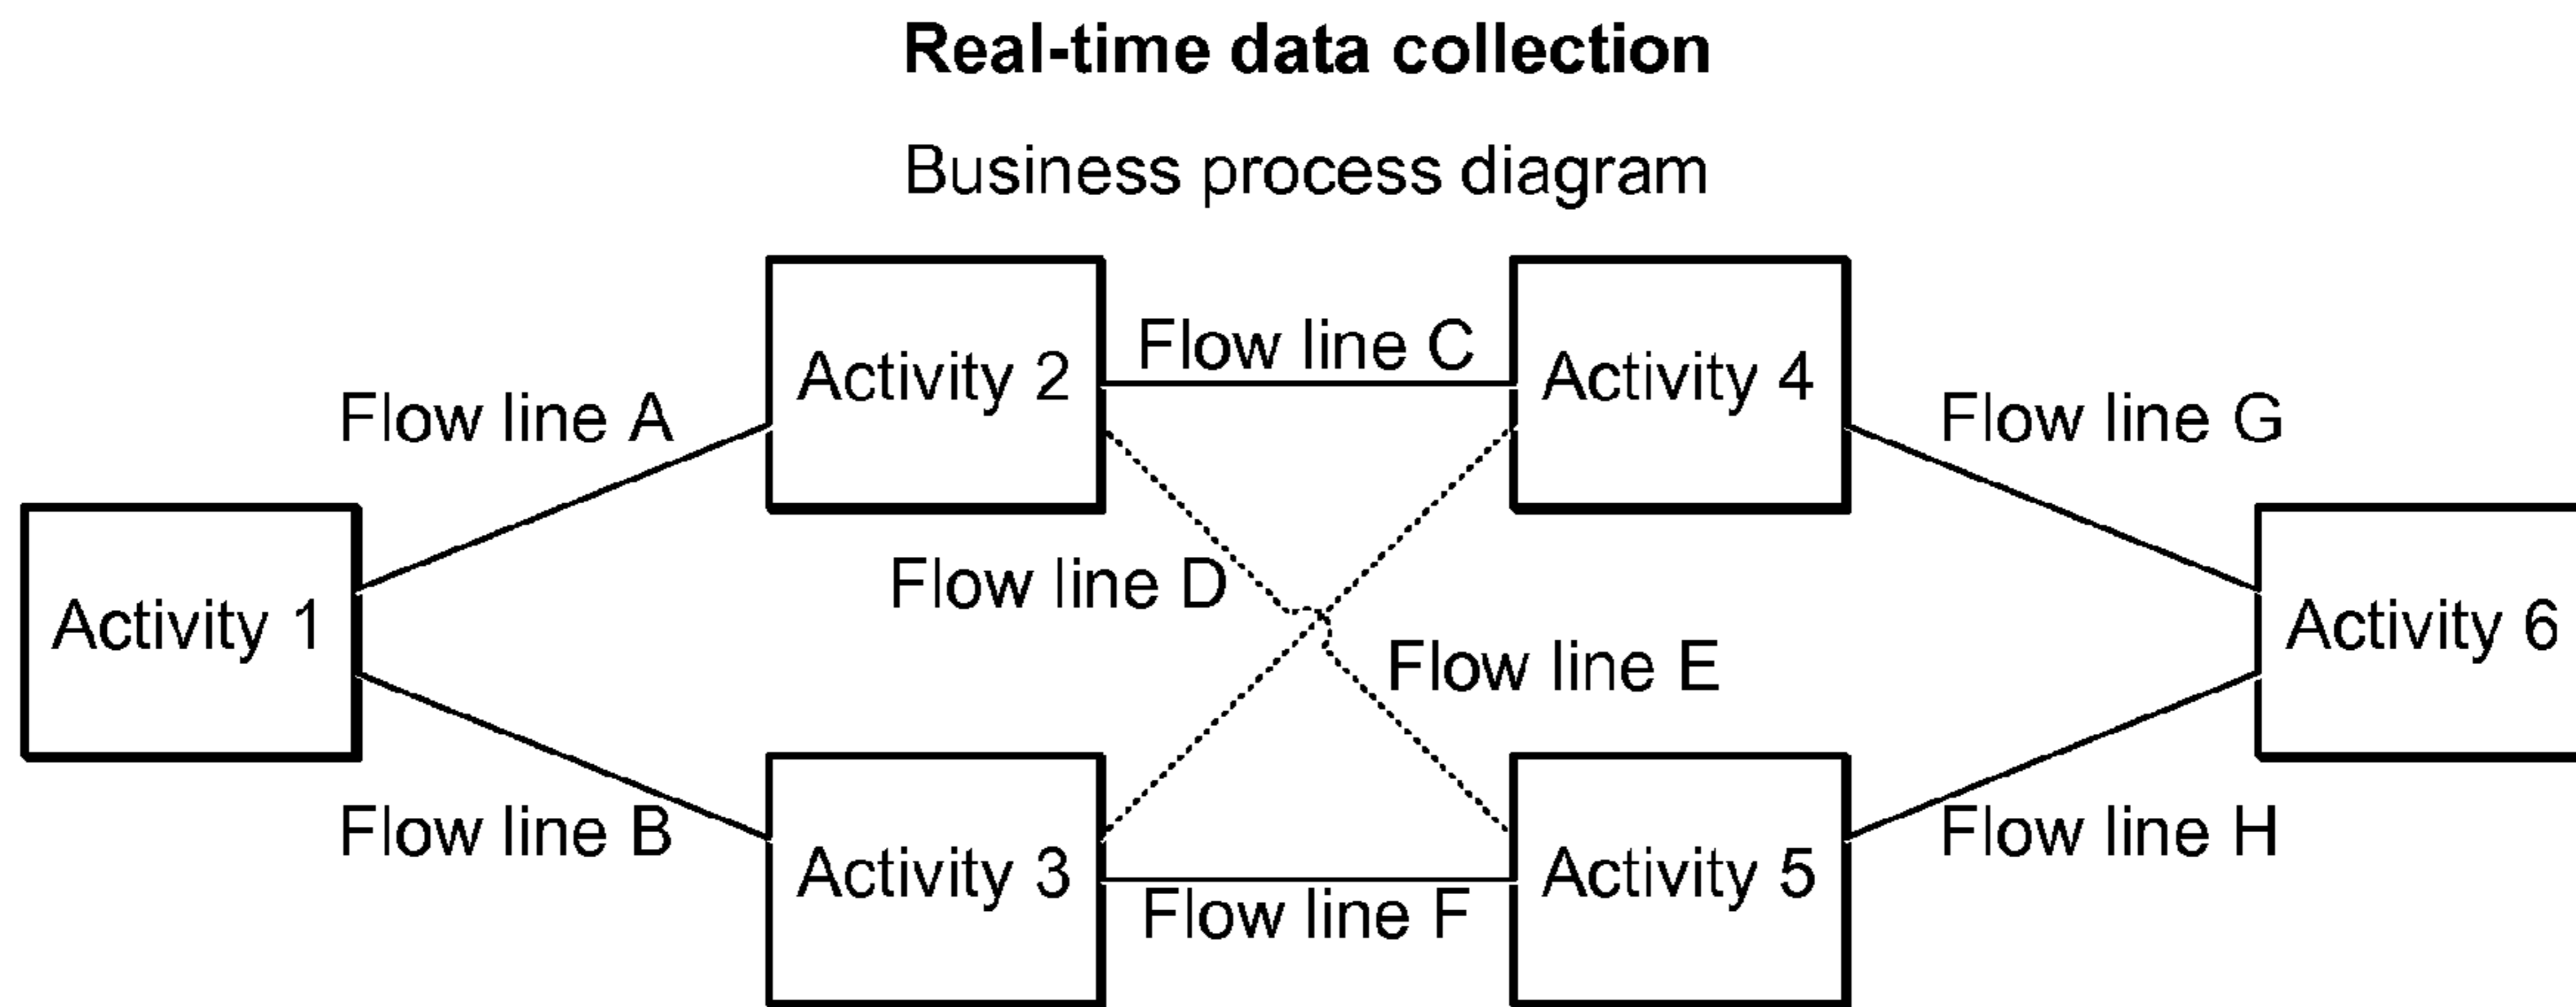 Real-time data collection
Business process diagram
Flow line A
Activity 2
Flow line C
Activity 4
Flow line G
Activity 1
Flow line D
Flow line E
Activity 6
Flow line B
Activity 3
Flow line F
Activity 5
Flow line H